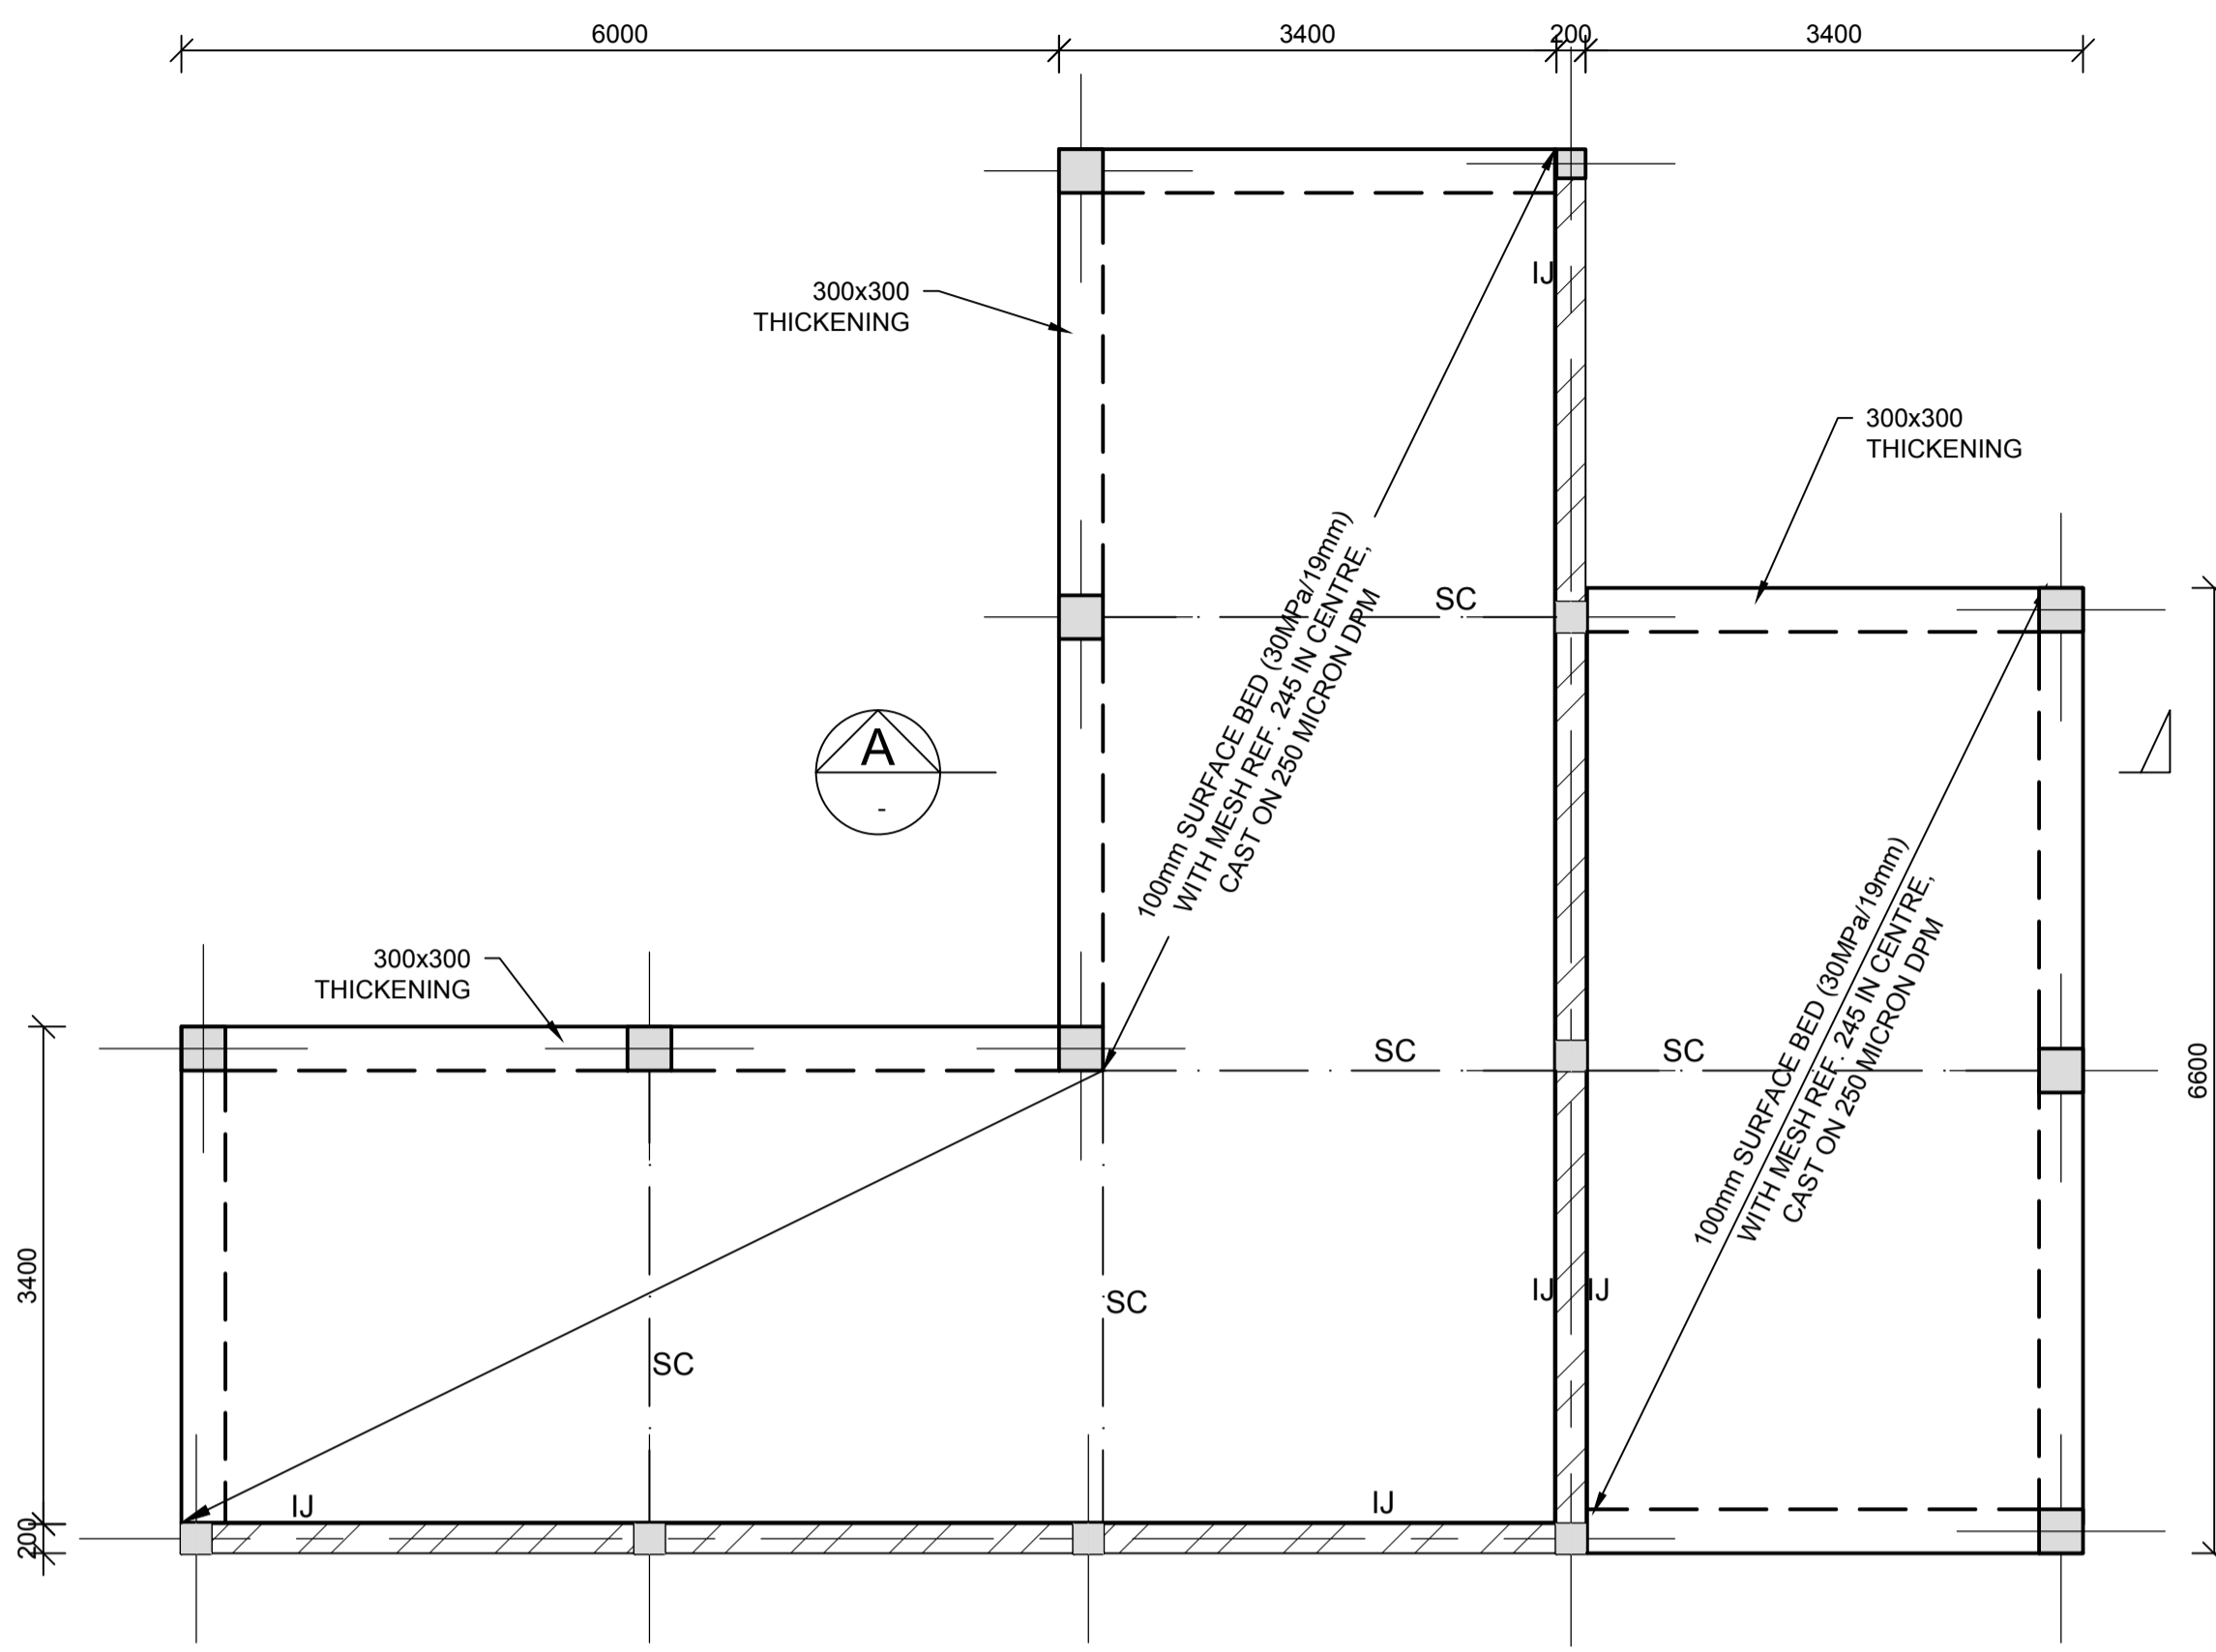 6000
3400
200
3400
300x300
THICKENING
IJ
300x300
THICKENING
100mm SURFACE BED (30MPa/19mm)
WITH MESH REF. 245 IN CENTRE,
CAST ON 250 MICRON DPM
SC
A
-
100mm SURFACE BED (30MPa/19mm)
WITH MESH REF. 245 IN CENTRE,
CAST ON 250 MICRON DPM
300x300
THICKENING
SC
SC
6600
3400
SC
IJ
IJ
SC
IJ
IJ
200